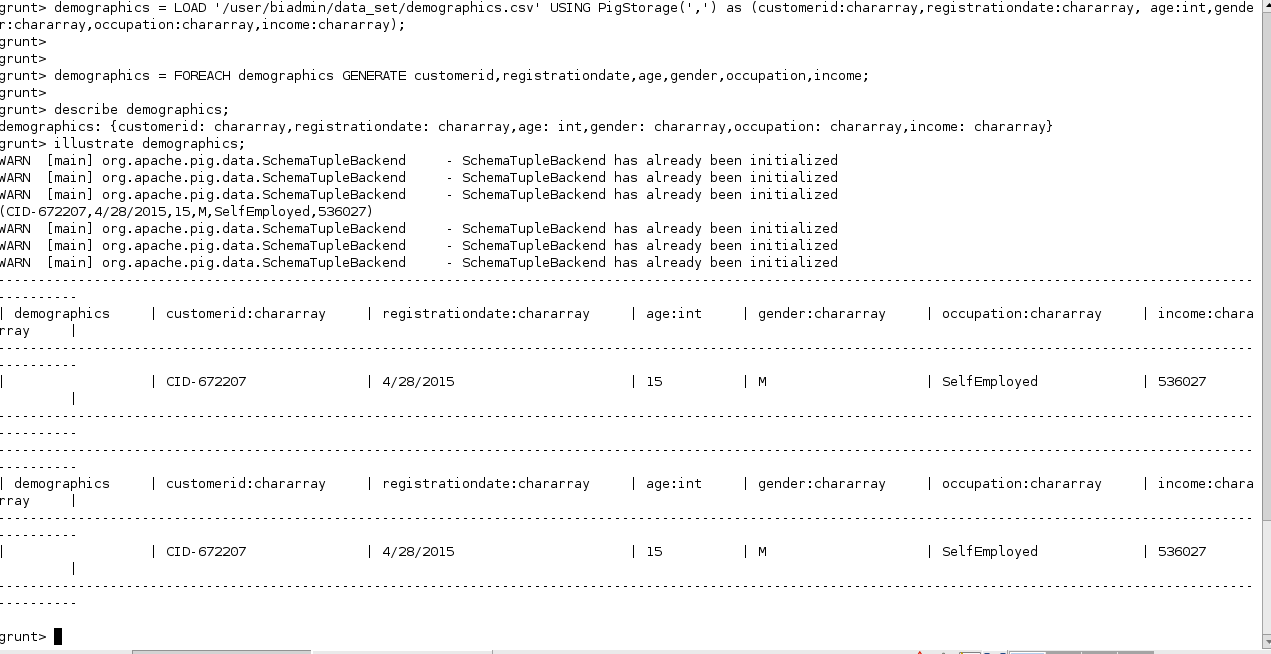 grunt> demographics = LOAD '/user/biadmin/data_set/demographics.csv' USING PigStorage(',') as (customerid:chararray,registrationdate:chararray, age:int,gende
r:chararray,occupation:chararray,income:chararray);
grunt>
grunt>
grunt> demographics = FOREACH demographics GENERATE customerid,registrationdate,age,gender,occupation,income;
grunt>
grunt> describe demographics;
demographics: {customerid: chararray,registrationdate: chararray,age: int,gender: chararray,occupation: chararray,income: chararray}
grunt> illustrate demographics;
WARN  [main] org.apache.pig.data.SchemaTupleBackend     - SchemaTupleBackend has already been initialized
WARN  [main] org.apache.pig.data.SchemaTupleBackend     - SchemaTupleBackend has already been initialized
WARN  [main] org.apache.pig.data.SchemaTupleBackend     - SchemaTupleBackend has already been initialized
(CID-672207,4/28/2015,15,M,SelfEmployed,536027)
WARN  [main] org.apache.pig.data.SchemaTupleBackend     - SchemaTupleBackend has already been initialized
WARN  [main] org.apache.pig.data.SchemaTupleBackend     - SchemaTupleBackend has already been initialized
WARN  [main] org.apache.pig.data.SchemaTupleBackend     - SchemaTupleBackend has already been initialized
| demographics     | customerid:chararray     | registrationdate:chararray     | age:int     | gender:chararray     | occupation:chararray     | income:chara
rray     |
|                  | CID-672207               | 4/28/2015                      | 15          | M                    | SelfEmployed             | 536027
         |
| demographics     | customerid:chararray     | registrationdate:chararray     | age:int     | gender:chararray     | occupation:chararray     | income:chara
rray     |
|                  | CID-672207               | 4/28/2015                      | 15          | M                    | SelfEmployed             | 536027
         |
grunt>